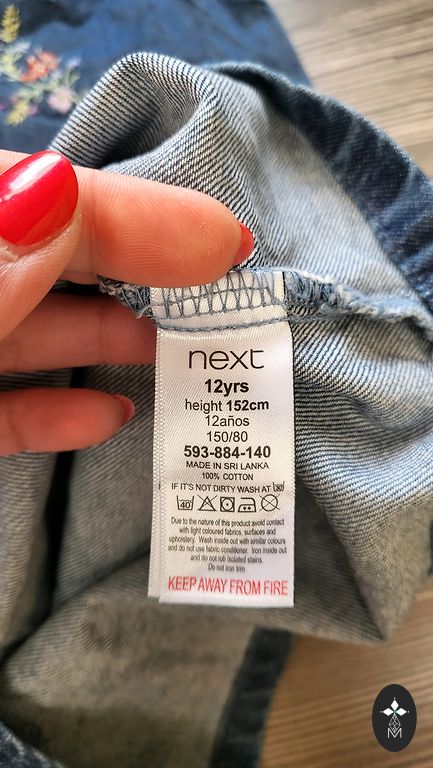 next
12yrs
height 152cm
12años
150/80
593-884-140
MADE IN SRI LANKA
100% COTTON
IF IT'S NOT DIRTY WASH AT 30
40
Due to the nature of this product avoid contact
with light coloured fabrics, surfaces and
upholstery. Wash inside out with similar colours
and do not use fabric conditioner. Iron inside out
and do not rub isolated stains.
Do not iron trim
KEEP AWAY FROM FIRE
M